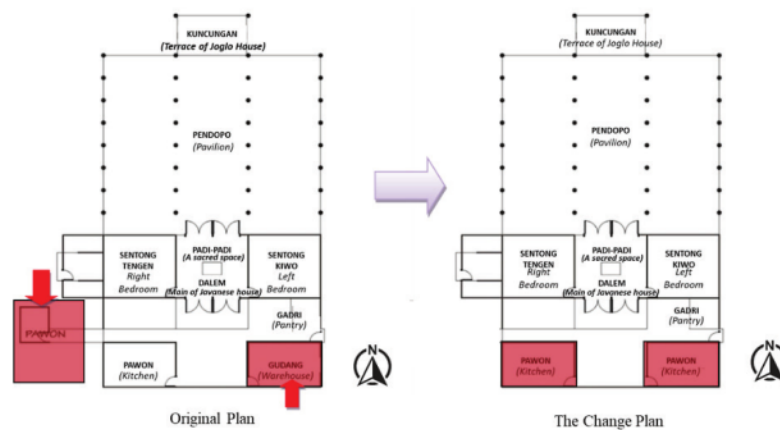 KUNCUNGAN
(Terrace of Joglo House)
PENDOPO
(Pavilion)
PADI-PADI
(A sacred space)
SENTONG
TENGEN
Right
Bedroom
SENTONG
KIWO
Left
Bedroom
DALEM
(Main of Javanese house)
GADRI
(Pantry)
PAWON
PAWON
(Kitchen)
GUDANG
(Warehouse)
N
Original Plan
KUNCUNGAN
(Terrace of Joglo House)
PENDOPO
(Pavilion)
PADI-PADI
(A sacred space)
SENTONG
TENGEN
Right
Bedroom
SENTONG
KIWO
Left
Bedroom
DALEM
(Main of Javanese house)
GADRI
(Pantry)
PAWON
(Kitchen)
PAWON
(Kitchen)
N
The Change Plan